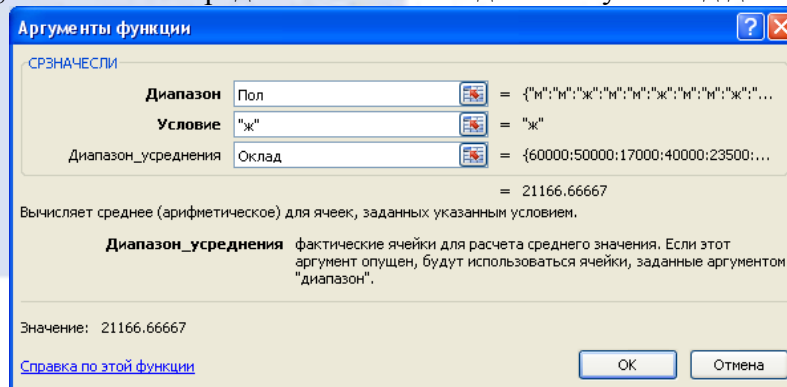 Аргументы функции
СРЗНАЧЕСЛИ
Диапазон Пол = {"м":"м":"ж":"м":"м":"ж":"м":"м":"ж":"...
Условие "ж" = "ж"
Диапазон_усреднения Оклад = {60000:50000:17000:40000:23500:...
= 21166.66667
Вычисляет среднее (арифметическое) для ячеек, заданных указанным условием.
Диапазон_усреднения фактические ячейки для расчета среднего значения. Если этот
аргумент опущен, будут использоваться ячейки, заданные аргументом
"диапазон".
Значение: 21166.66667
Справка по этой функции
ОК Отмена